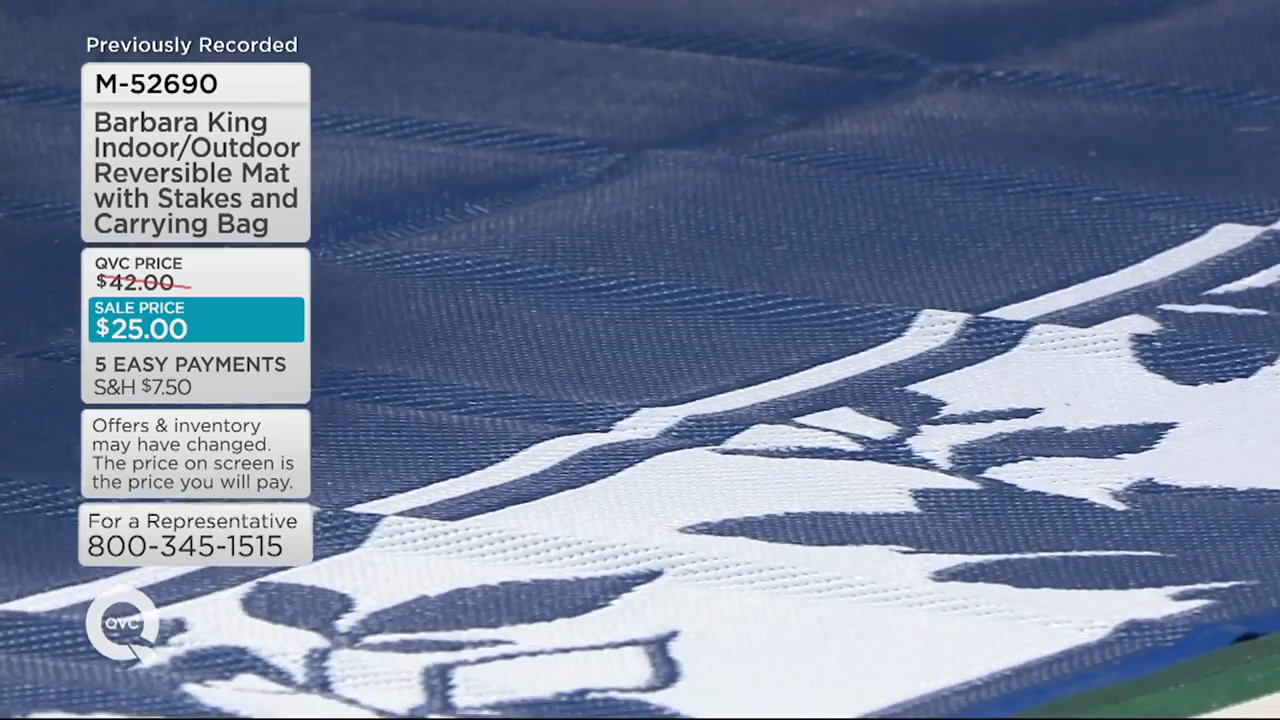 Previously Recorded
M-52690
Barbara King
Indoor/Outdoor
Reversible Mat
with Stakes and
Carrying Bag
QVC PRICE
$42.00
SALE PRICE
$25.00
5 EASY PAYMENTS
S&H $7.50
Offers & inventory
may have changed.
The price on screen is
the price you will pay.
For a Representative
800-345-1515
QVC